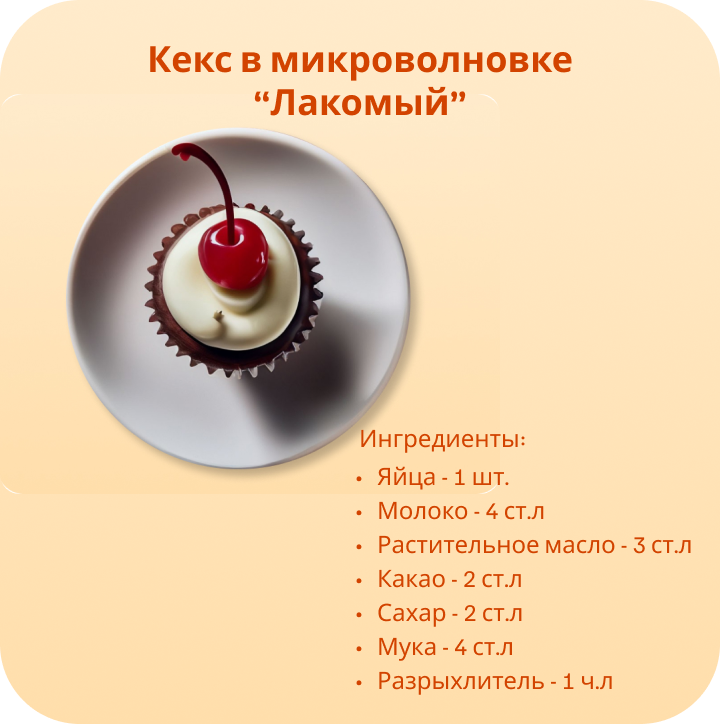 Кекс в микроволновке
“Лакомый”
Ингредиенты:
• Яйца - 1 шт.
• Молоко - 4 ст.л
• Растительное масло - 3 ст.л
• Какао - 2 ст.л
• Сахар - 2 ст.л
• Мука - 4 ст.л
• Разрыхлитель - 1 ч.л